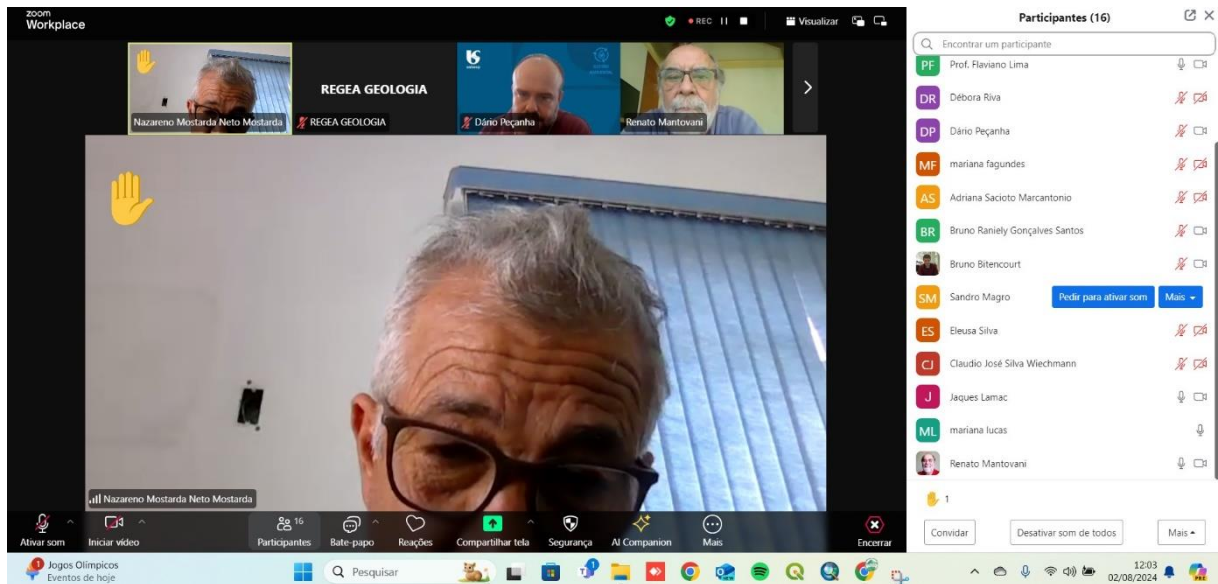 zoom
Workplace
REC
Visualizar
Nazareno Mostarda Neto Mostarda
REGEA GEOLOGIA
REGEA GEOLOGIA
Dário Peçanha
Renato Mantovani
Nazareno Mostarda Neto Mostarda
Ativar som
Iniciar vídeo
16
Participantes
Bate-papo
Reações
Compartilhar tela
Segurança
AI Companion
Mais
Encerrar
Participantes (16)
Encontrar um participante
PF Prof. Flaviano Lima
DR Débora Riva
DP Dário Peçanha
MF mariana fagundes
AS Adriana Sacioto Marcantonio
BR Bruno Raniely Gonçalves Santos
Bruno Bitencourt
SM Sandro Magro Pedir para ativar som Mais
ES Eleusa Silva
CJ Claudio José Silva Wiechmann
J Jaques Lamac
ML mariana lucas
Renato Mantovani
1
Convidar Desativar som de todos Mais
1 Jogos Olímpicos
Eventos de hoje
Pesquisar
12:03
02/08/2024
PRE